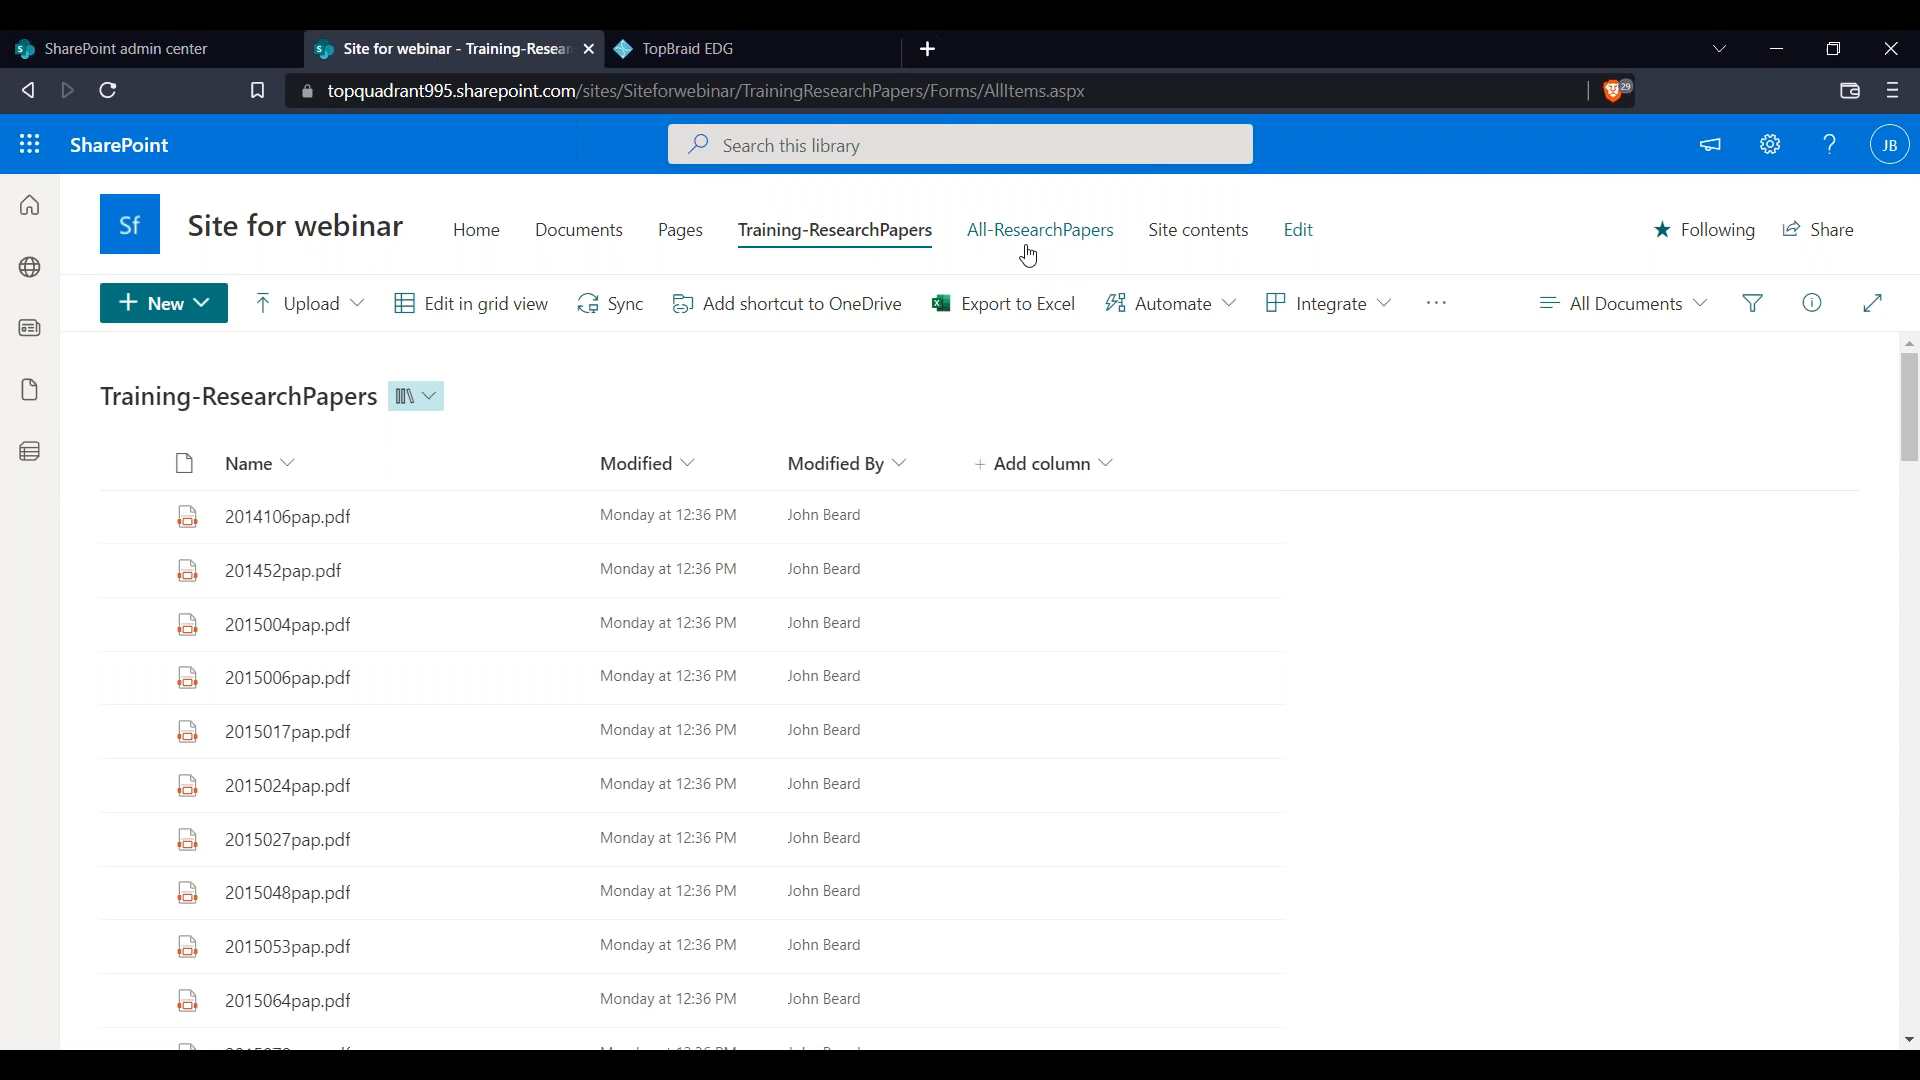 SharePoint admin center
Site for webinar - Training-Resear
TopBraid EDG
topquadrant995.sharepoint.com/sites/Siteforwebinar/TrainingResearchPapers/Forms/AllItems.aspx
29
SharePoint
Search this library
JB
Sf
Site for webinar
Home
Documents
Pages
Training-ResearchPapers
All-ResearchPapers
Site contents
Edit
Following
Share
New
Upload
Edit in grid view
Sync
Add shortcut to OneDrive
Export to Excel
Automate
Integrate
All Documents
Training-ResearchPapers
Name Modified Modified By Add column
2014106pap.pdf Monday at 12:36 PM John Beard
201452pap.pdf Monday at 12:36 PM John Beard
2015004pap.pdf Monday at 12:36 PM John Beard
2015006pap.pdf Monday at 12:36 PM John Beard
2015017pap.pdf Monday at 12:36 PM John Beard
2015024pap.pdf Monday at 12:36 PM John Beard
2015027pap.pdf Monday at 12:36 PM John Beard
2015048pap.pdf Monday at 12:36 PM John Beard
2015053pap.pdf Monday at 12:36 PM John Beard
2015064pap.pdf Monday at 12:36 PM John Beard